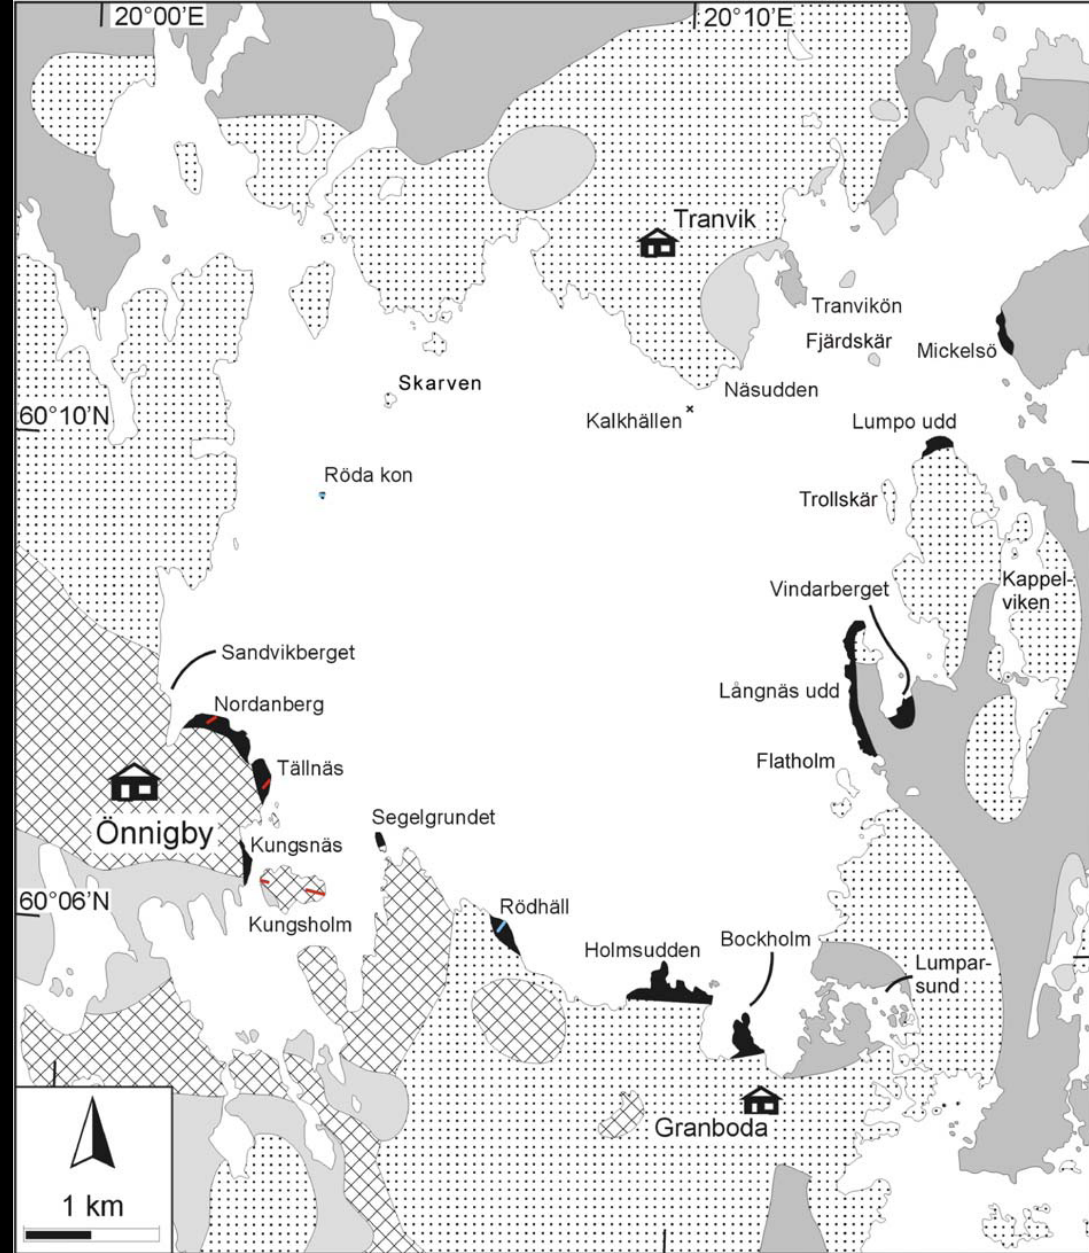 20°00'E
20°10'E
Tranvik
Tranvikön
Fjärdskär
Mickelsö
Skarven
Näsudden
60°10'N
Kalkhällen
Lumpo udd
Röda kon
Trollskär
Vindarberget
Kappel-
viken
Sandvikberget
Långnäs udd
Nordanberg
Flatholm
Tällnäs
Segelgrundet
Önnigby
Kungsnäs
60°06'N
Rödhäll
Kungsholm
Bockholm
Holmsudden
Lumpar-
sund
Granboda
1 km